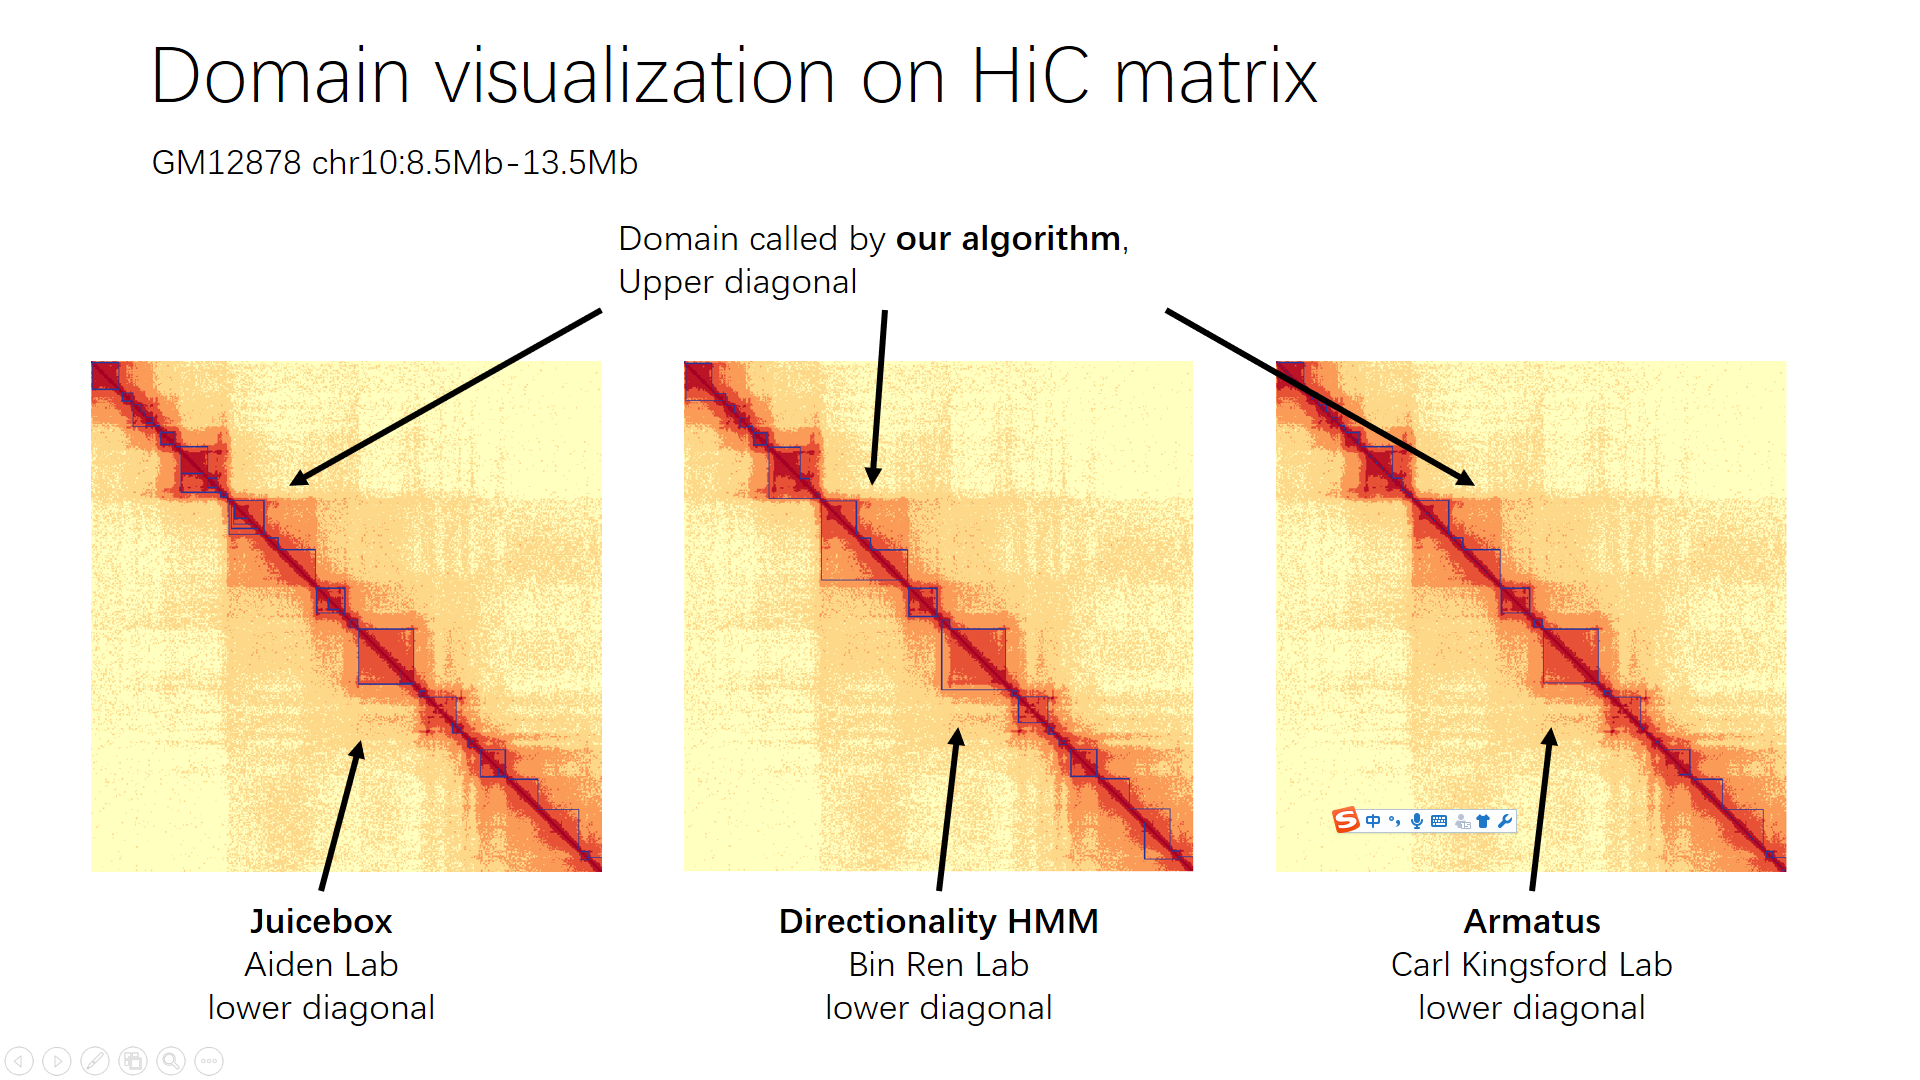 Domain visualization on HiC matrix
GM12878 chr10:8.5Mb-13.5Mb
Domain called by our algorithm,
Upper diagonal
S 中 °,
Juicebox
Aiden Lab
lower diagonal
Directionality HMM
Bin Ren Lab
lower diagonal
Armatus
Carl Kingsford Lab
lower diagonal